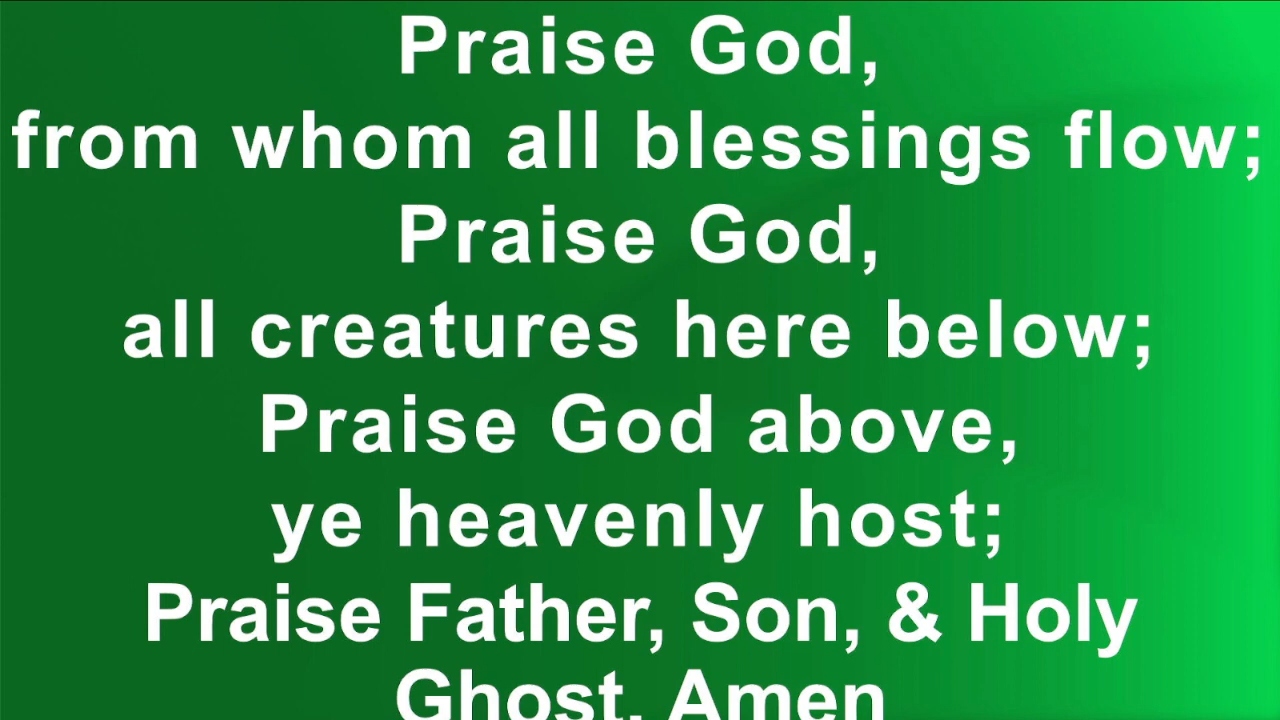 Praise God,
from whom all blessings flow;
Praise God,
all creatures here below;
Praise God above,
ye heavenly host;
Praise Father, Son, & Holy
Ghost, Amen